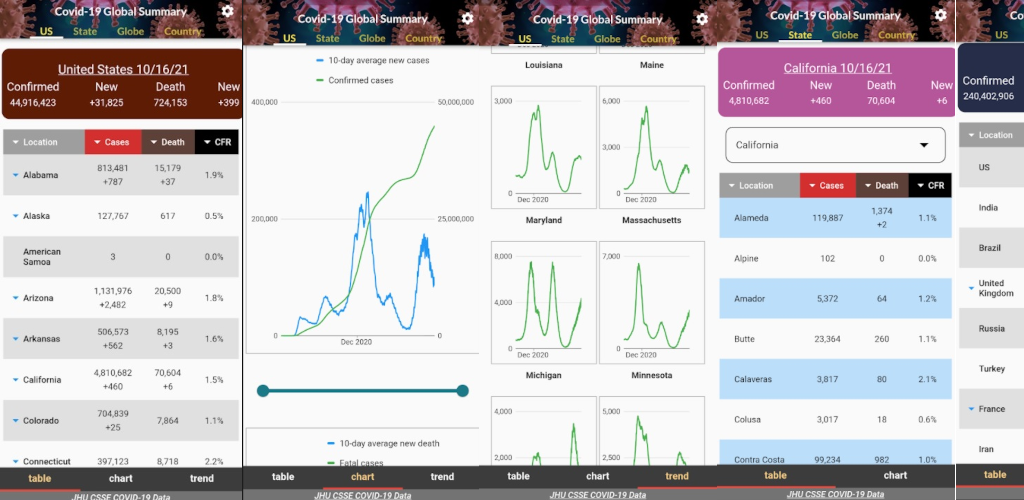 Covid-19 Global Summary
US State Globe Country
United States 10/16/21
Confirmed New Death New
44,916,423 +31,825 724,153 +399
Location Cases Death CFR
Alabama 813,481 15,179 1.9%
+787 +37
Alaska 127,767 617 0.5%
American Samoa 3 0 0.0%
Arizona 1,131,976 20,500 1.8%
+2,482 +9
Arkansas 506,573 8,195 1.6%
+562 +3
California 4,810,682 70,604 1.5%
+460 +6
Colorado 704,839 7,864 1.1%
+25
Connecticut 397,123 8,718 2.2%
table chart trend
JHU CSSE COVID-19 Data
Covid-19 Global Summary
US State Globe Country
10-day average new cases
Confirmed cases
400,000 50,000,000
200,000 25,000,000
0 0
Dec 2020
10-day average new death
Fatal cases
table chart trend
JHU CSSE COVID-19 Data
Covid-19 Global Summary
US State Globe Country
Louisiana Maine
3,000 6,000
3,000
0 0
Dec 2020
Maryland Massachusetts
8,000 7,000
4,000
0 0
Dec 2020
Michigan Minnesota
4,000 5,000
2,000 2,500
table chart trend
JHU CSSE COVID-19 Data
Covid-19 Global Summary
US State Globe Country
California 10/16/21
Confirmed New Death New
4,810,682 +460 70,604 +6
California
Location Cases Death CFR
Alameda 119,887 1,374 1.1%
+2
Alpine 102 0 0.0%
Amador 5,372 64 1.2%
Butte 23,364 260 1.1%
Calaveras 3,817 80 2.1%
Colusa 3,017 18 0.6%
Contra Costa 99,234 982 1.0%
table chart
JHU CSSE COVID-19 Data
Co
US
Confirmed
240,402,906
Location
US
India
Brazil
United Kingdom
Russia
Turkey
France
Iran
table